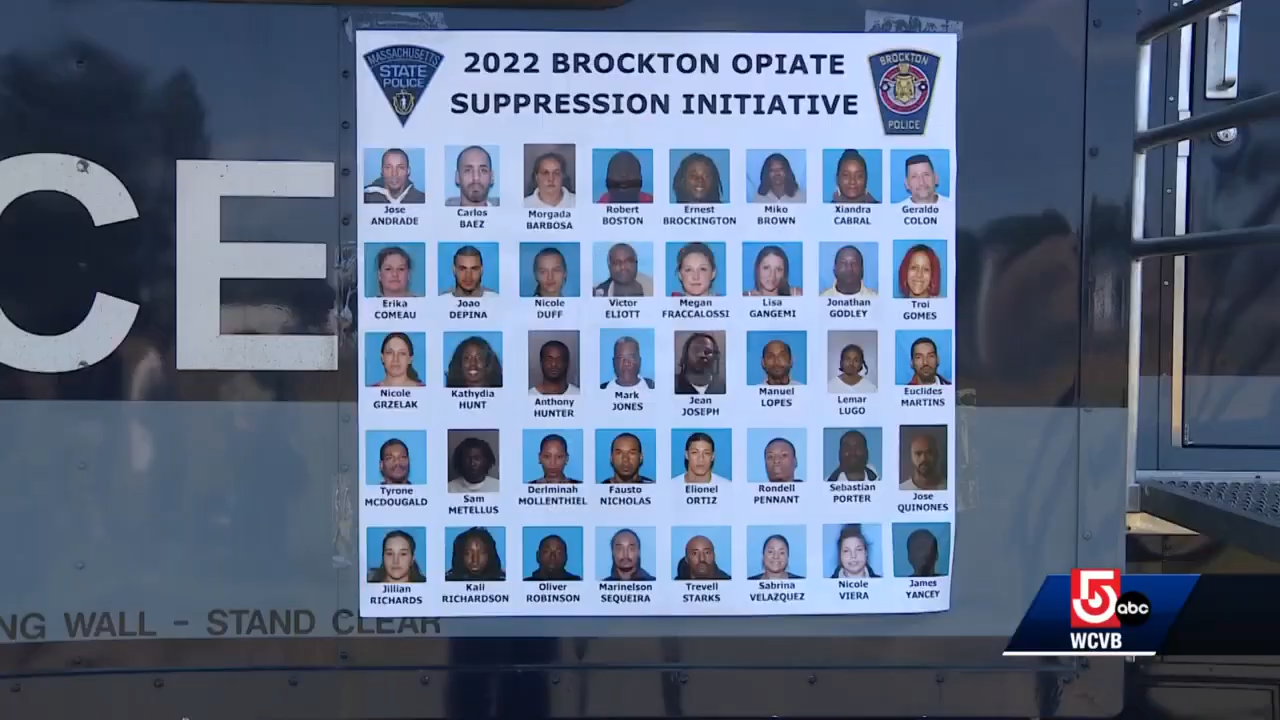 CE
NG WALL - STAND CLEAR
MASSACHUSETTS
STATE
POLICE
2022 BROCKTON OPIATE
SUPPRESSION INITIATIVE
BROCKTON
POLICE
Jose
ANDRADE
Carlos
BAEZ
Morgada
BARBOSA
Robert
BOSTON
Ernest
BROCKINGTON
Miko
BROWN
Xiandra
CABRAL
Geraldo
COLON
Erika
COMEAU
Joao
DEPINA
Nicole
DUFF
Victor
ELIOTT
Megan
FRACCALOSSI
Lisa
GANGEMI
Jonathan
GODLEY
Troi
GOMES
Nicole
GRZELAK
Kathydia
HUNT
Anthony
HUNTER
Mark
JONES
Jean
JOSEPH
Manuel
LOPES
Lemar
LUGO
Euclides
MARTINS
Tyrone
MCDOUGALD
Sam
METELLUS
Derlminah
MOLLENTHIEL
Fausto
NICHOLAS
Elionel
ORTIZ
Rondell
PENNANT
Sebastian
PORTER
Jose
QUINONES
Jillian
RICHARDS
Kali
RICHARDSON
Oliver
ROBINSON
Marinelson
SEQUEIRA
Trevell
STARKS
Sabrina
VELAZQUEZ
Nicole
VIERA
James
YANCEY
5
abc
WCVB